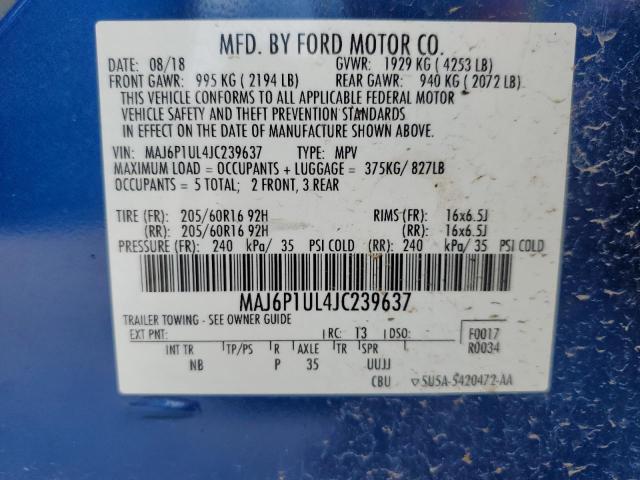 MFD. BY FORD MOTOR CO.
DATE: 08/18 GVWR: 1929 KG ( 4253 LB)
FRONT GAWR: 995 KG ( 2194 LB) REAR GAWR: 940 KG ( 2072 LB)
THIS VEHICLE CONFORMS TO ALL APPLICABLE FEDERAL MOTOR
VEHICLE SAFETY AND THEFT PREVENTION STANDARDS
IN EFFECT ON THE DATE OF MANUFACTURE SHOWN ABOVE.
VIN: MAJ6P1UL4JC239637 TYPE: MPV
MAXIMUM LOAD = OCCUPANTS + LUGGAGE = 375KG/ 827LB
OCCUPANTS = 5 TOTAL; 2 FRONT, 3 REAR
TIRE (FR): 205/60R16 92H RIMS (FR): 16x6.5J
(RR): 205/60R16 92H (RR): 16x6.5J
PRESSURE (FR): 240 kPa/ 35 PSI COLD (RR): 240 kPa/ 35 PSI COLD
MAJ6P1UL4JC239637
TRAILER TOWING - SEE OWNER GUIDE
EXT PNT: RC: T3 DSO: F0017
INT TR TP/PS R AXLE TR SPR R0034
NB P 35 UUJJ
CBU SU5A-5420472-AA